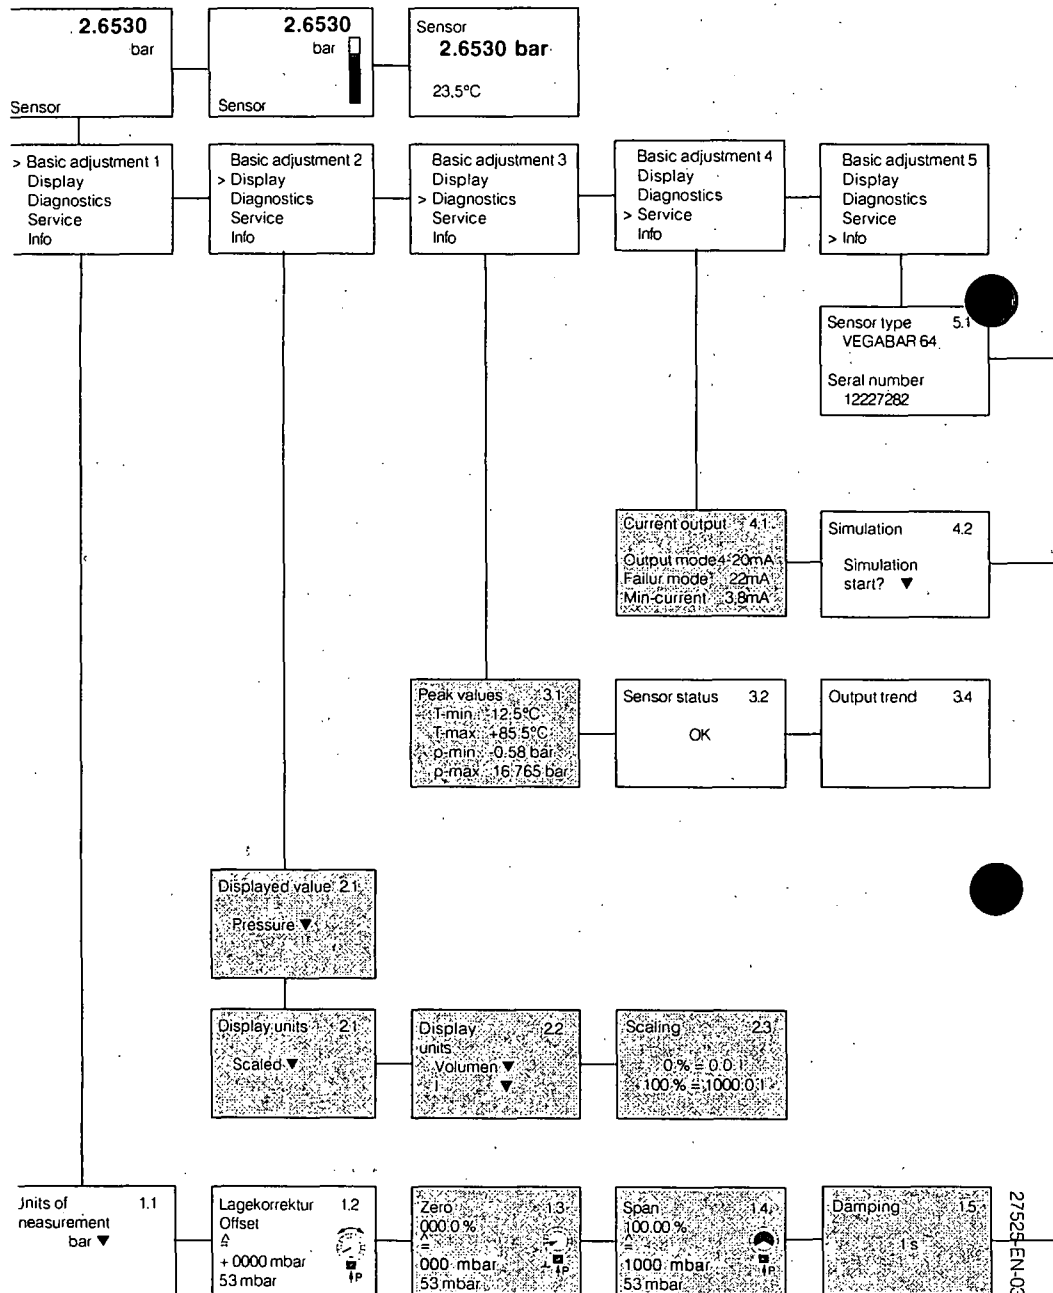 2.6530
bar
Sensor
2.6530
bar
Sensor
Sensor
2.6530 bar
23,5°C
> Basic adjustment 1
Display
Diagnostics
Service
Info
Basic adjustment 2
> Display
Diagnostics
Service
Info
Basic adjustment 3
Display
> Diagnostics
Service
Info
Basic adjustment 4
Display
Diagnostics
> Service
Info
Basic adjustment 5
Display
Diagnostics
Service
> Info
Sensor type 5.1
VEGABAR 64
Seral number
12227282
Current output 4.1
Output mode 4-20mA
Failur mode 22mA
Min-current 3,8mA
Simulation 4.2
Simulation
start? ▼
Peak values 3.1
T-min. -12.5°C
T-max. +85.5°C
p-min. -0.58 bar
p-max. 16.765 bar
Sensor status 3.2
OK
Output trend 3.4
Displayed value 2.1
Pressure ▼
Display units 2.1
Scaled ▼
Display 2.2
units
Volumen ▼
l ▼
Scaling 2.3
0 % = 0.0 l
100 % = 1000.0 l
Jnits of 1.1
neasurement
bar ▼
Lagekorrektur 1.2
Offset
≙
+ 0000 mbar
53 mbar
P
Zero 1.3
000.0 %
≙
000 mbar
53 mbar
+
P
Span 1.4
100.00 %
≙
1000 mbar
53 mbar
P
Damping 1.5
1 s
27525-EN-03